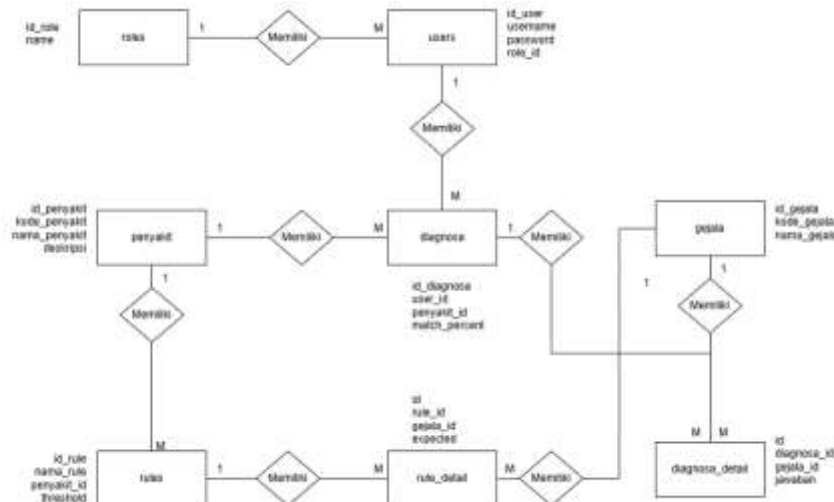 id_role
name
roles
1
Memiliki
M
users
id_user
username
password
role_id
1
Memiliki
M
id_penyakit
kode_penyakit
nama_penyakit
deskripsi
penyakit
1
Memiliki
M
diagnosa
1
Memiliki
gejala
id_gejala
kode_gejala
nama_gejala
1
Memiliki
id_diagnosa
user_id
penyakit_id
match_percent
1
1
Memiliki
M
id_rule
nama_rule
penyakit_id
threshold
rules
1
Memiliki
M
id
rule_id
gejala_id
expected
rule_detail
M
Memiliki
M
M
diagnosa_detail
id
diagnosa_id
gejala_id
jawaban